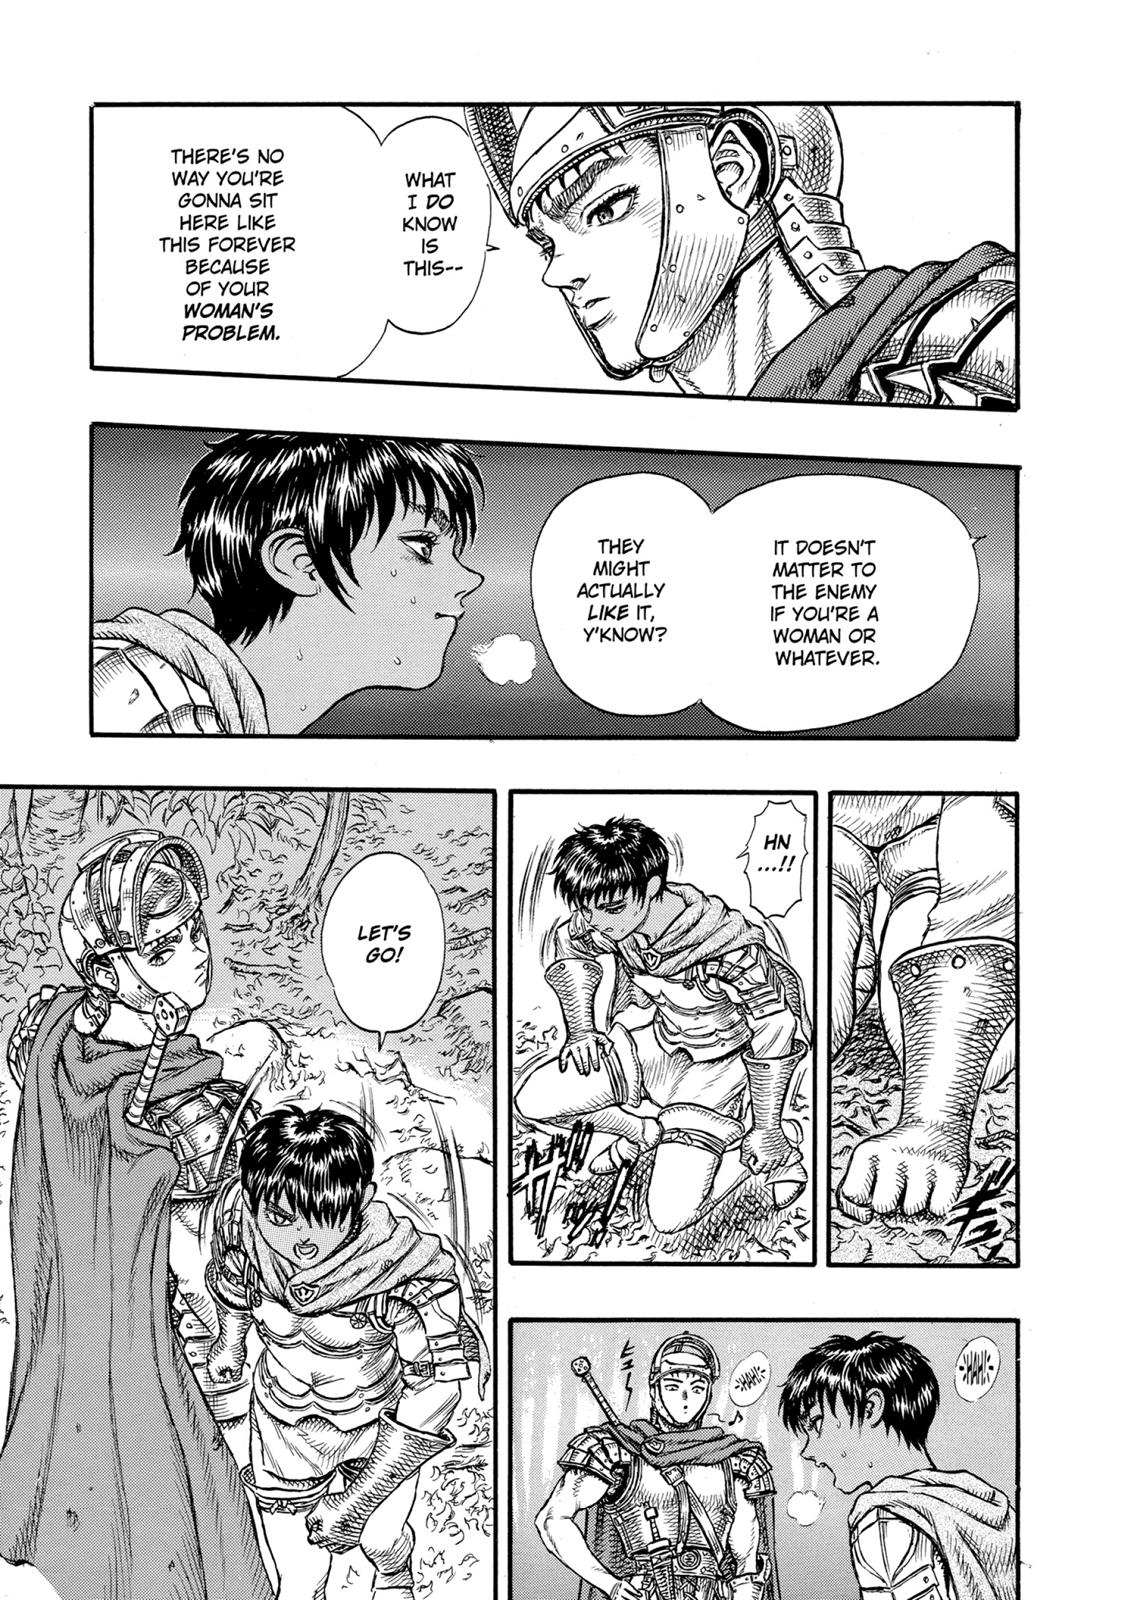 WHAT
I DO
KNOW
IS
THIS--
THERE'S NO
WAY YOU'RE
GONNA SIT
HERE LIKE
THIS FOREVER
BECAUSE
OF YOUR
WOMAN'S
PROBLEM.
IT DOESN'T
MATTER TO
THE ENEMY
IF YOU'RE A
WOMAN OR
WHATEVER.
THEY
MIGHT
ACTUALLY
LIKE IT,
Y'KNOW?
HN
...!!
LET'S
GO!
HAH!
HAH!